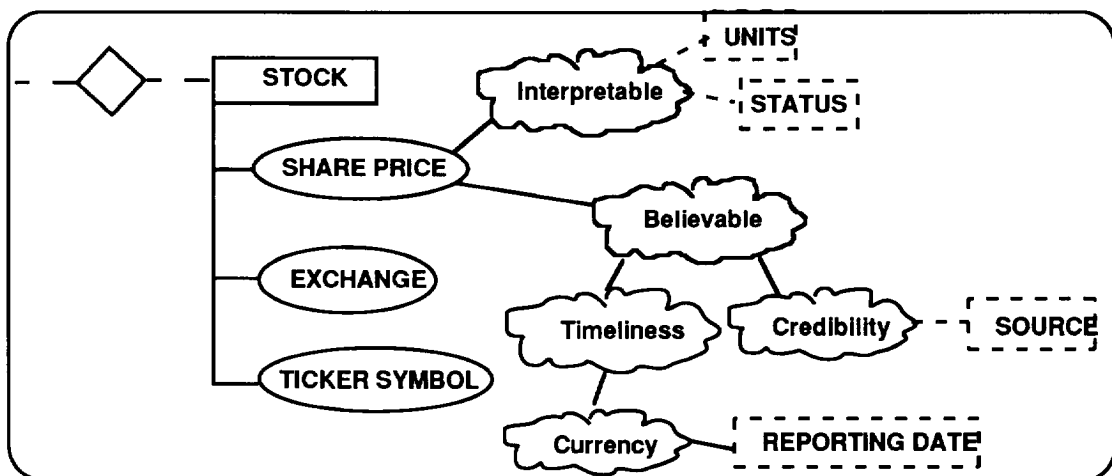 UNITS
STOCK
Interpretable
STATUS
SHARE PRICE
Believable
EXCHANGE
Timeliness
Credibility
SOURCE
TICKER SYMBOL
Currency
REPORTING DATE